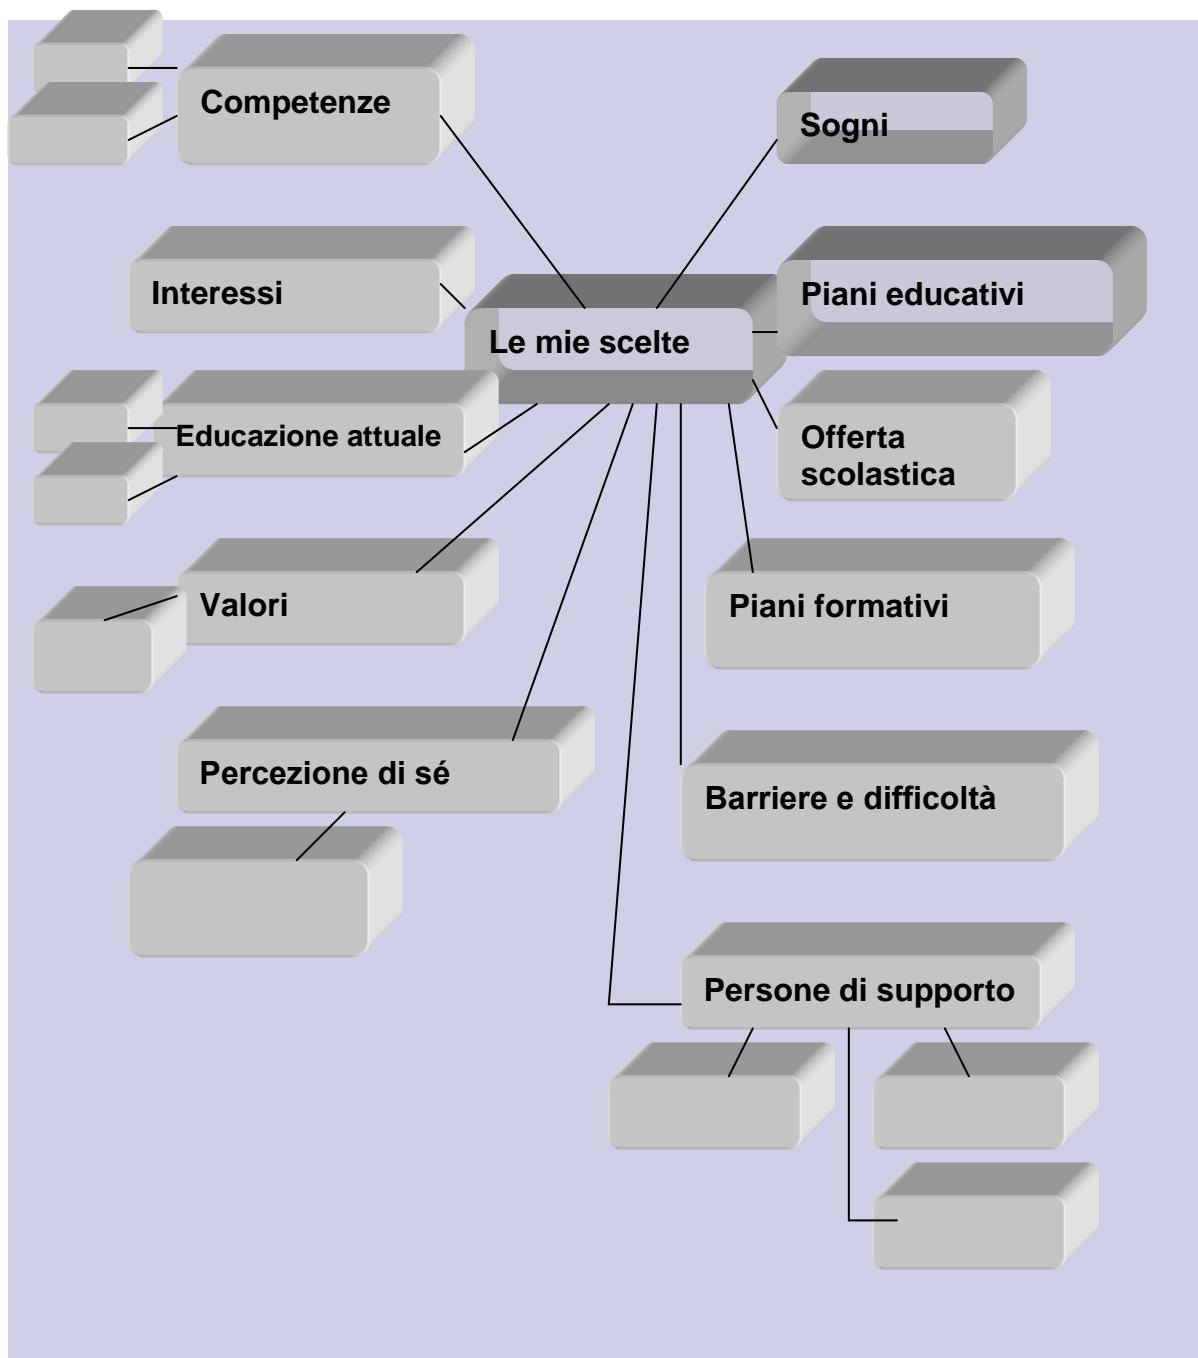 Competenze
Sogni
Interessi
Piani educativi
Le mie scelte
Educazione attuale
Offerta
scolastica
Valori
Piani formativi
Percezione di sé
Barriere e difficoltà
Persone di supporto